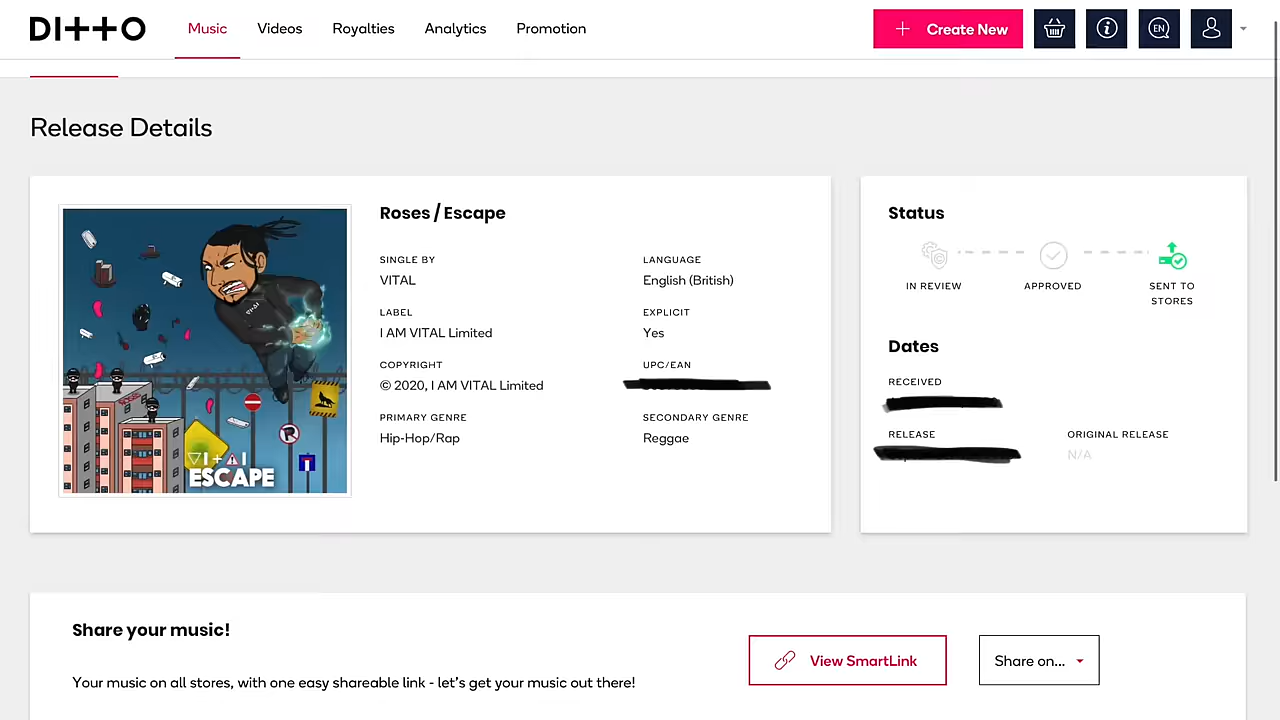 DITTO
Music
Videos
Royalties
Analytics
Promotion
+ Create New
EN
Release Details
ESCAPE
Roses / Escape
SINGLE BY
VITAL
LANGUAGE
English (British)
LABEL
I AM VITAL Limited
EXPLICIT
Yes
COPYRIGHT
© 2020, I AM VITAL Limited
UPC/EAN
PRIMARY GENRE
Hip-Hop/Rap
SECONDARY GENRE
Reggae
Status
IN REVIEW
APPROVED
SENT TO
STORES
Dates
RECEIVED
RELEASE
ORIGINAL RELEASE
N/A
Share your music!
Your music on all stores, with one easy shareable link - let's get your music out there!
View SmartLink
Share on...